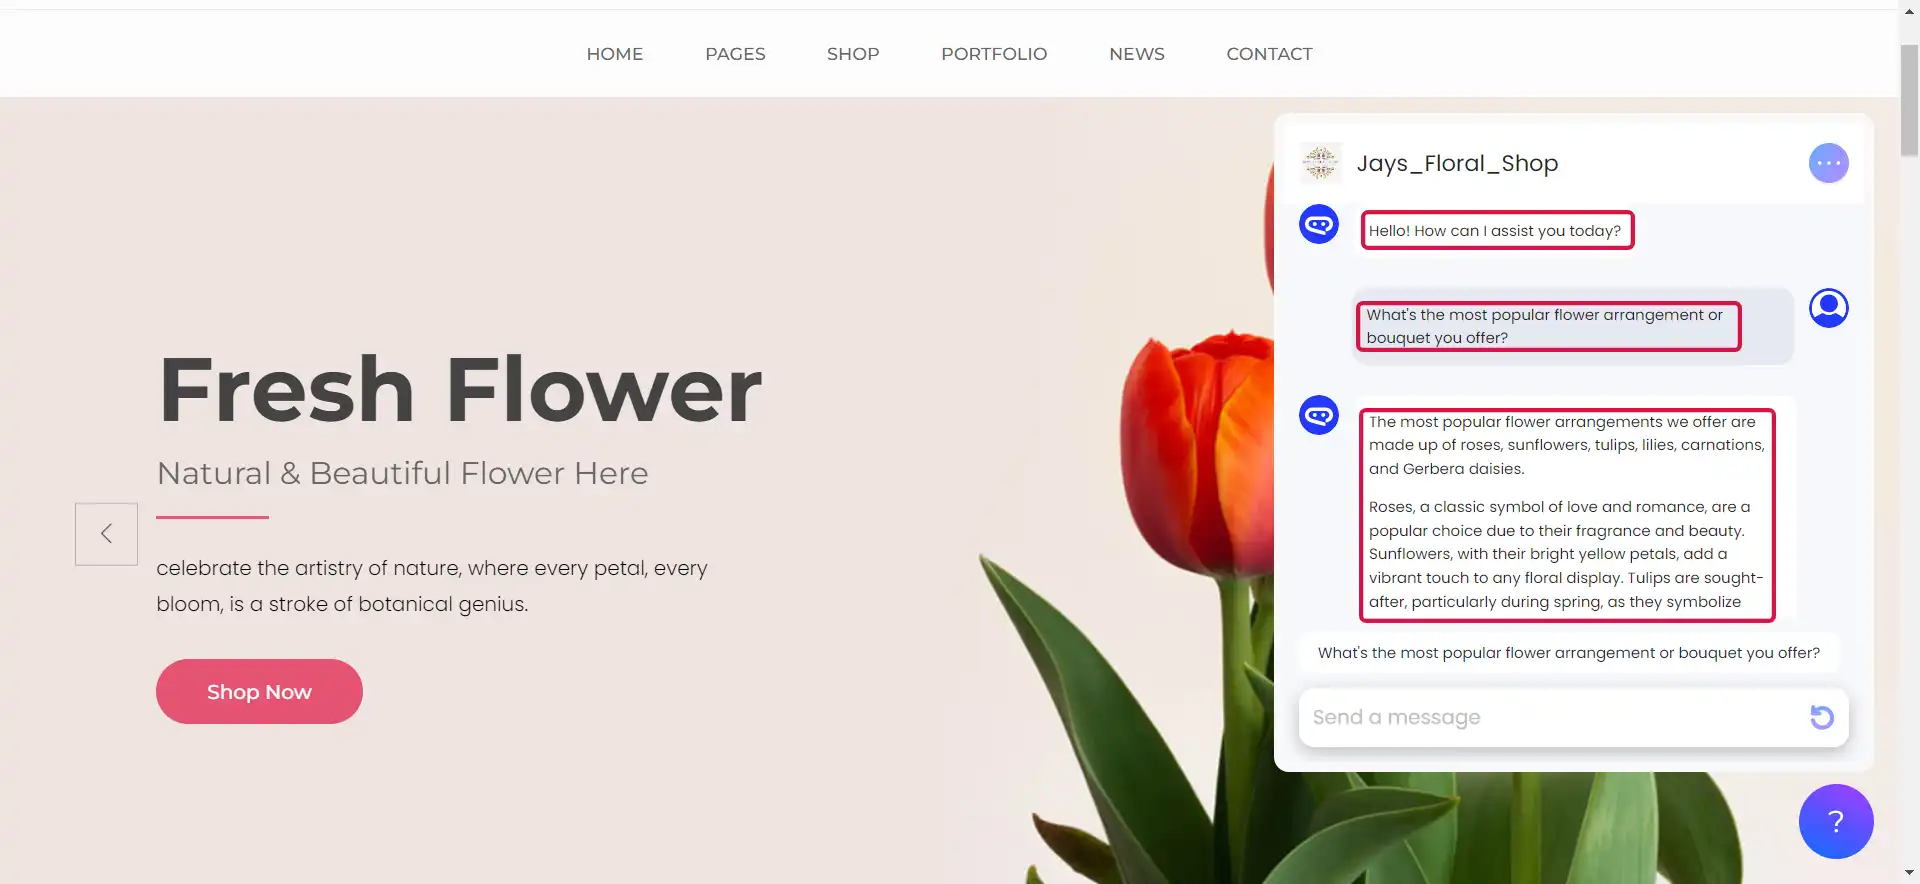 HOME PAGES SHOP PORTFOLIO NEWS CONTACT
Fresh Flower
Natural & Beautiful Flower Here
celebrate the artistry of nature, where every petal, every
bloom, is a stroke of botanical genius.
Shop Now
Jays_Floral_Shop
Hello! How can I assist you today?
What's the most popular flower arrangement or
bouquet you offer?
The most popular flower arrangements we offer are
made up of roses, sunflowers, tulips, lilies, carnations,
and Gerbera daisies.
Roses, a classic symbol of love and romance, are a
popular choice due to their fragrance and beauty.
Sunflowers, with their bright yellow petals, add a
vibrant touch to any floral display. Tulips are sought-
after, particularly during spring, as they symbolize
What's the most popular flower arrangement or bouquet you offer?
Send a message
?